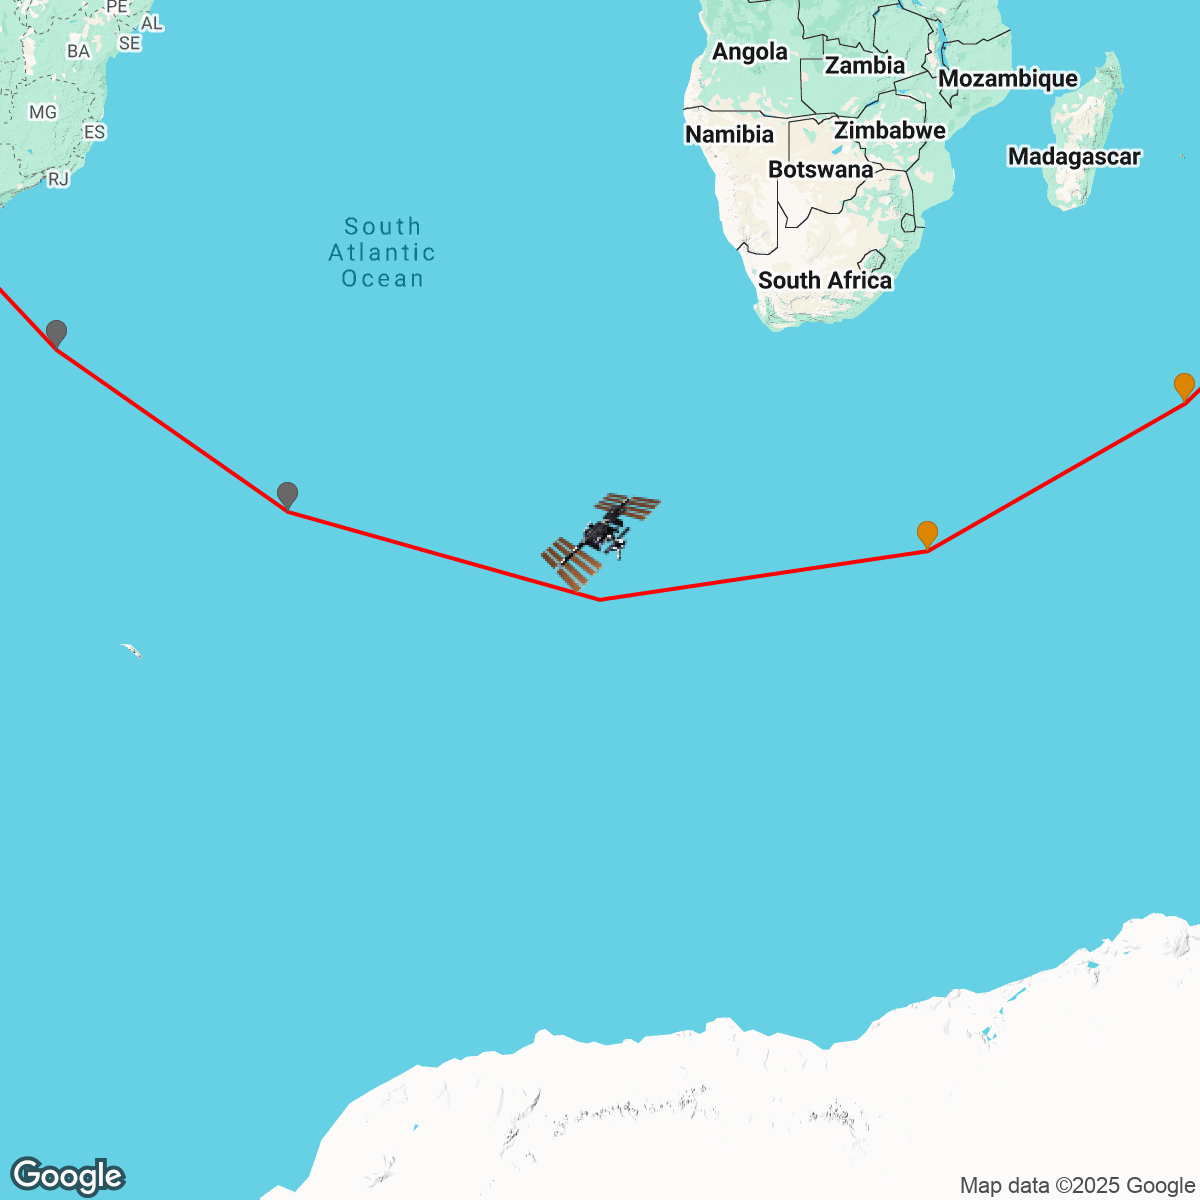 PE
AL
SE
BA
MG
ES
RJ
Angola
Zambia
Mozambique
Namibia
Zimbabwe
Madagascar
Botswana
South
Atlantic
Ocean
South Africa
Google
Map data ©2025 Google